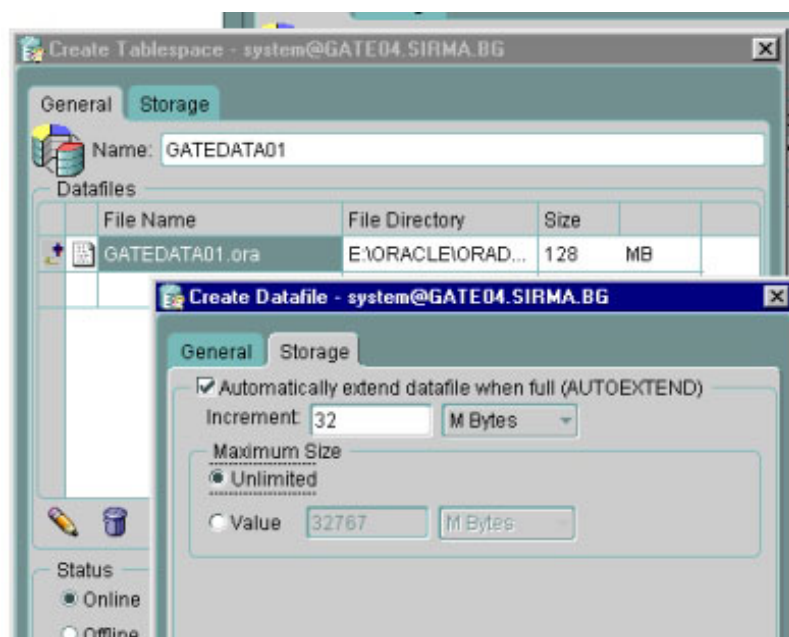 Create Tablespace - system@GATE04.SIRMA.BG
General Storage
Name: GATEDATA01
Datafiles
File Name File Directory Size
GATEDATA01.ora E:\ORACLE\ORAD... 128 MB
Create Datafile - system@GATE04.SIRMA.BG
General Storage
Automatically extend datafile when full (AUTOEXTEND)
Increment: 32 M Bytes
Maximum Size
Unlimited
Value 32767 M Bytes
Status
Online
Offline